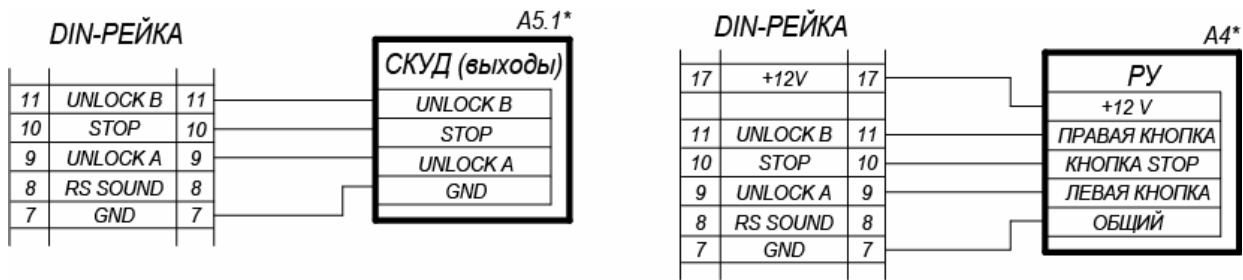 DIN-РЕЙКА
A5.1*
СКУД (выходы)
11 UNLOCK B 11 UNLOCK B
10 STOP 10 STOP
9 UNLOCK A 9 UNLOCK A
8 RS SOUND 8 GND
7 GND 7
DIN-РЕЙКА
A4*
РУ
17 +12V 17 +12 V
11 UNLOCK B 11 ПРАВАЯ КНОПКА
10 STOP 10 КНОПКА STOP
9 UNLOCK A 9 ЛЕВАЯ КНОПКА
8 RS SOUND 8 ОБЩИЙ
7 GND 7